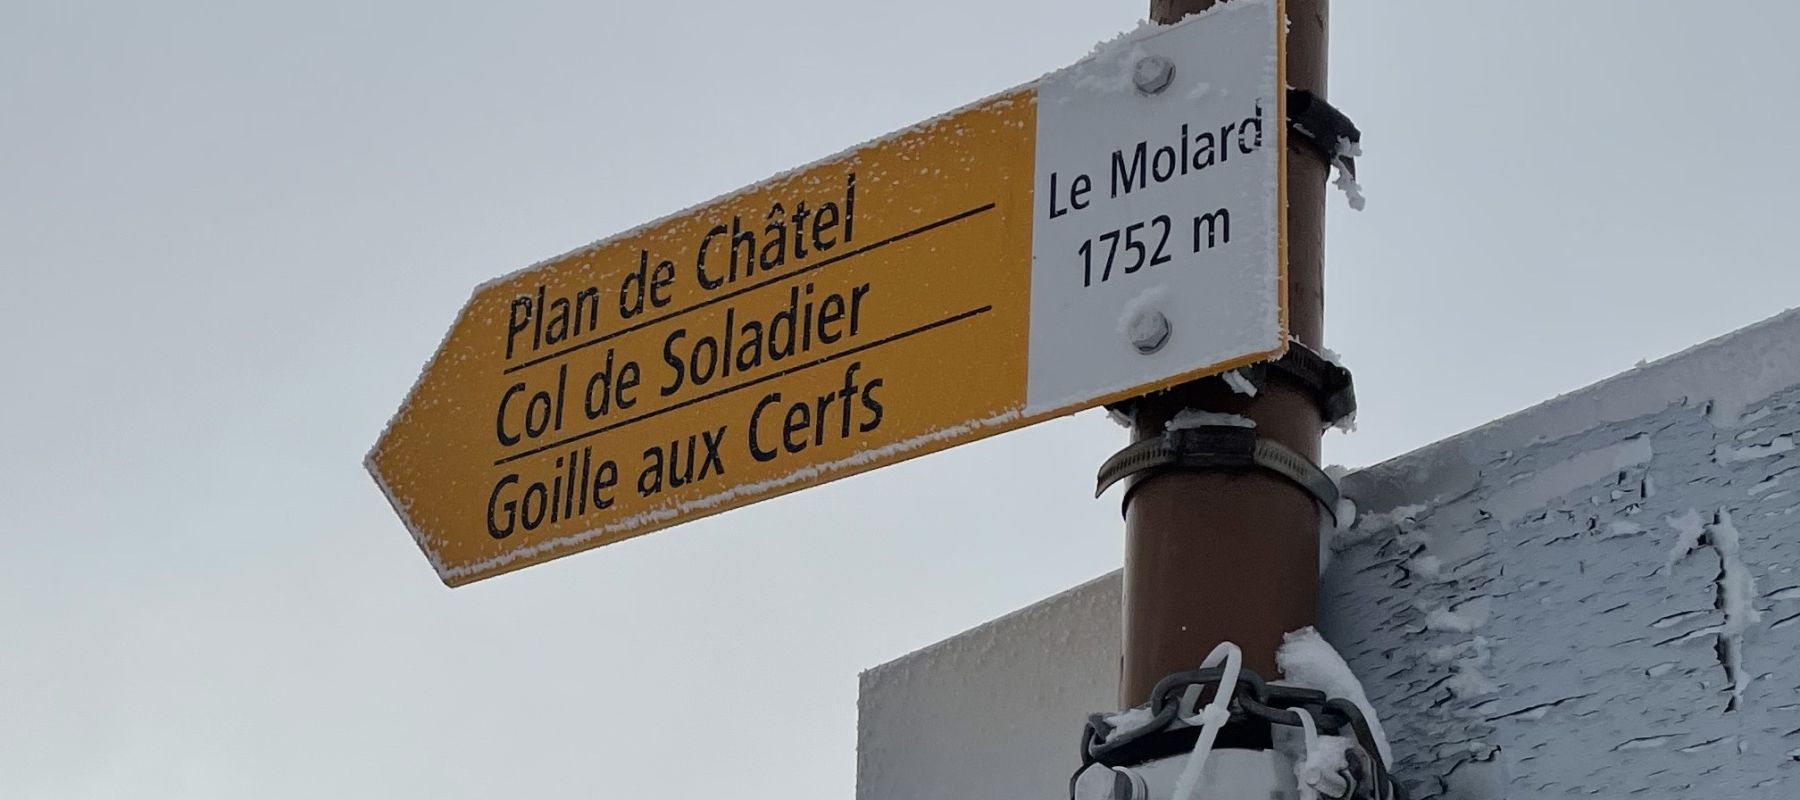 Le Molard
1752 m
Plan de Châtel
Col de Soladier
Goille aux Cerfs